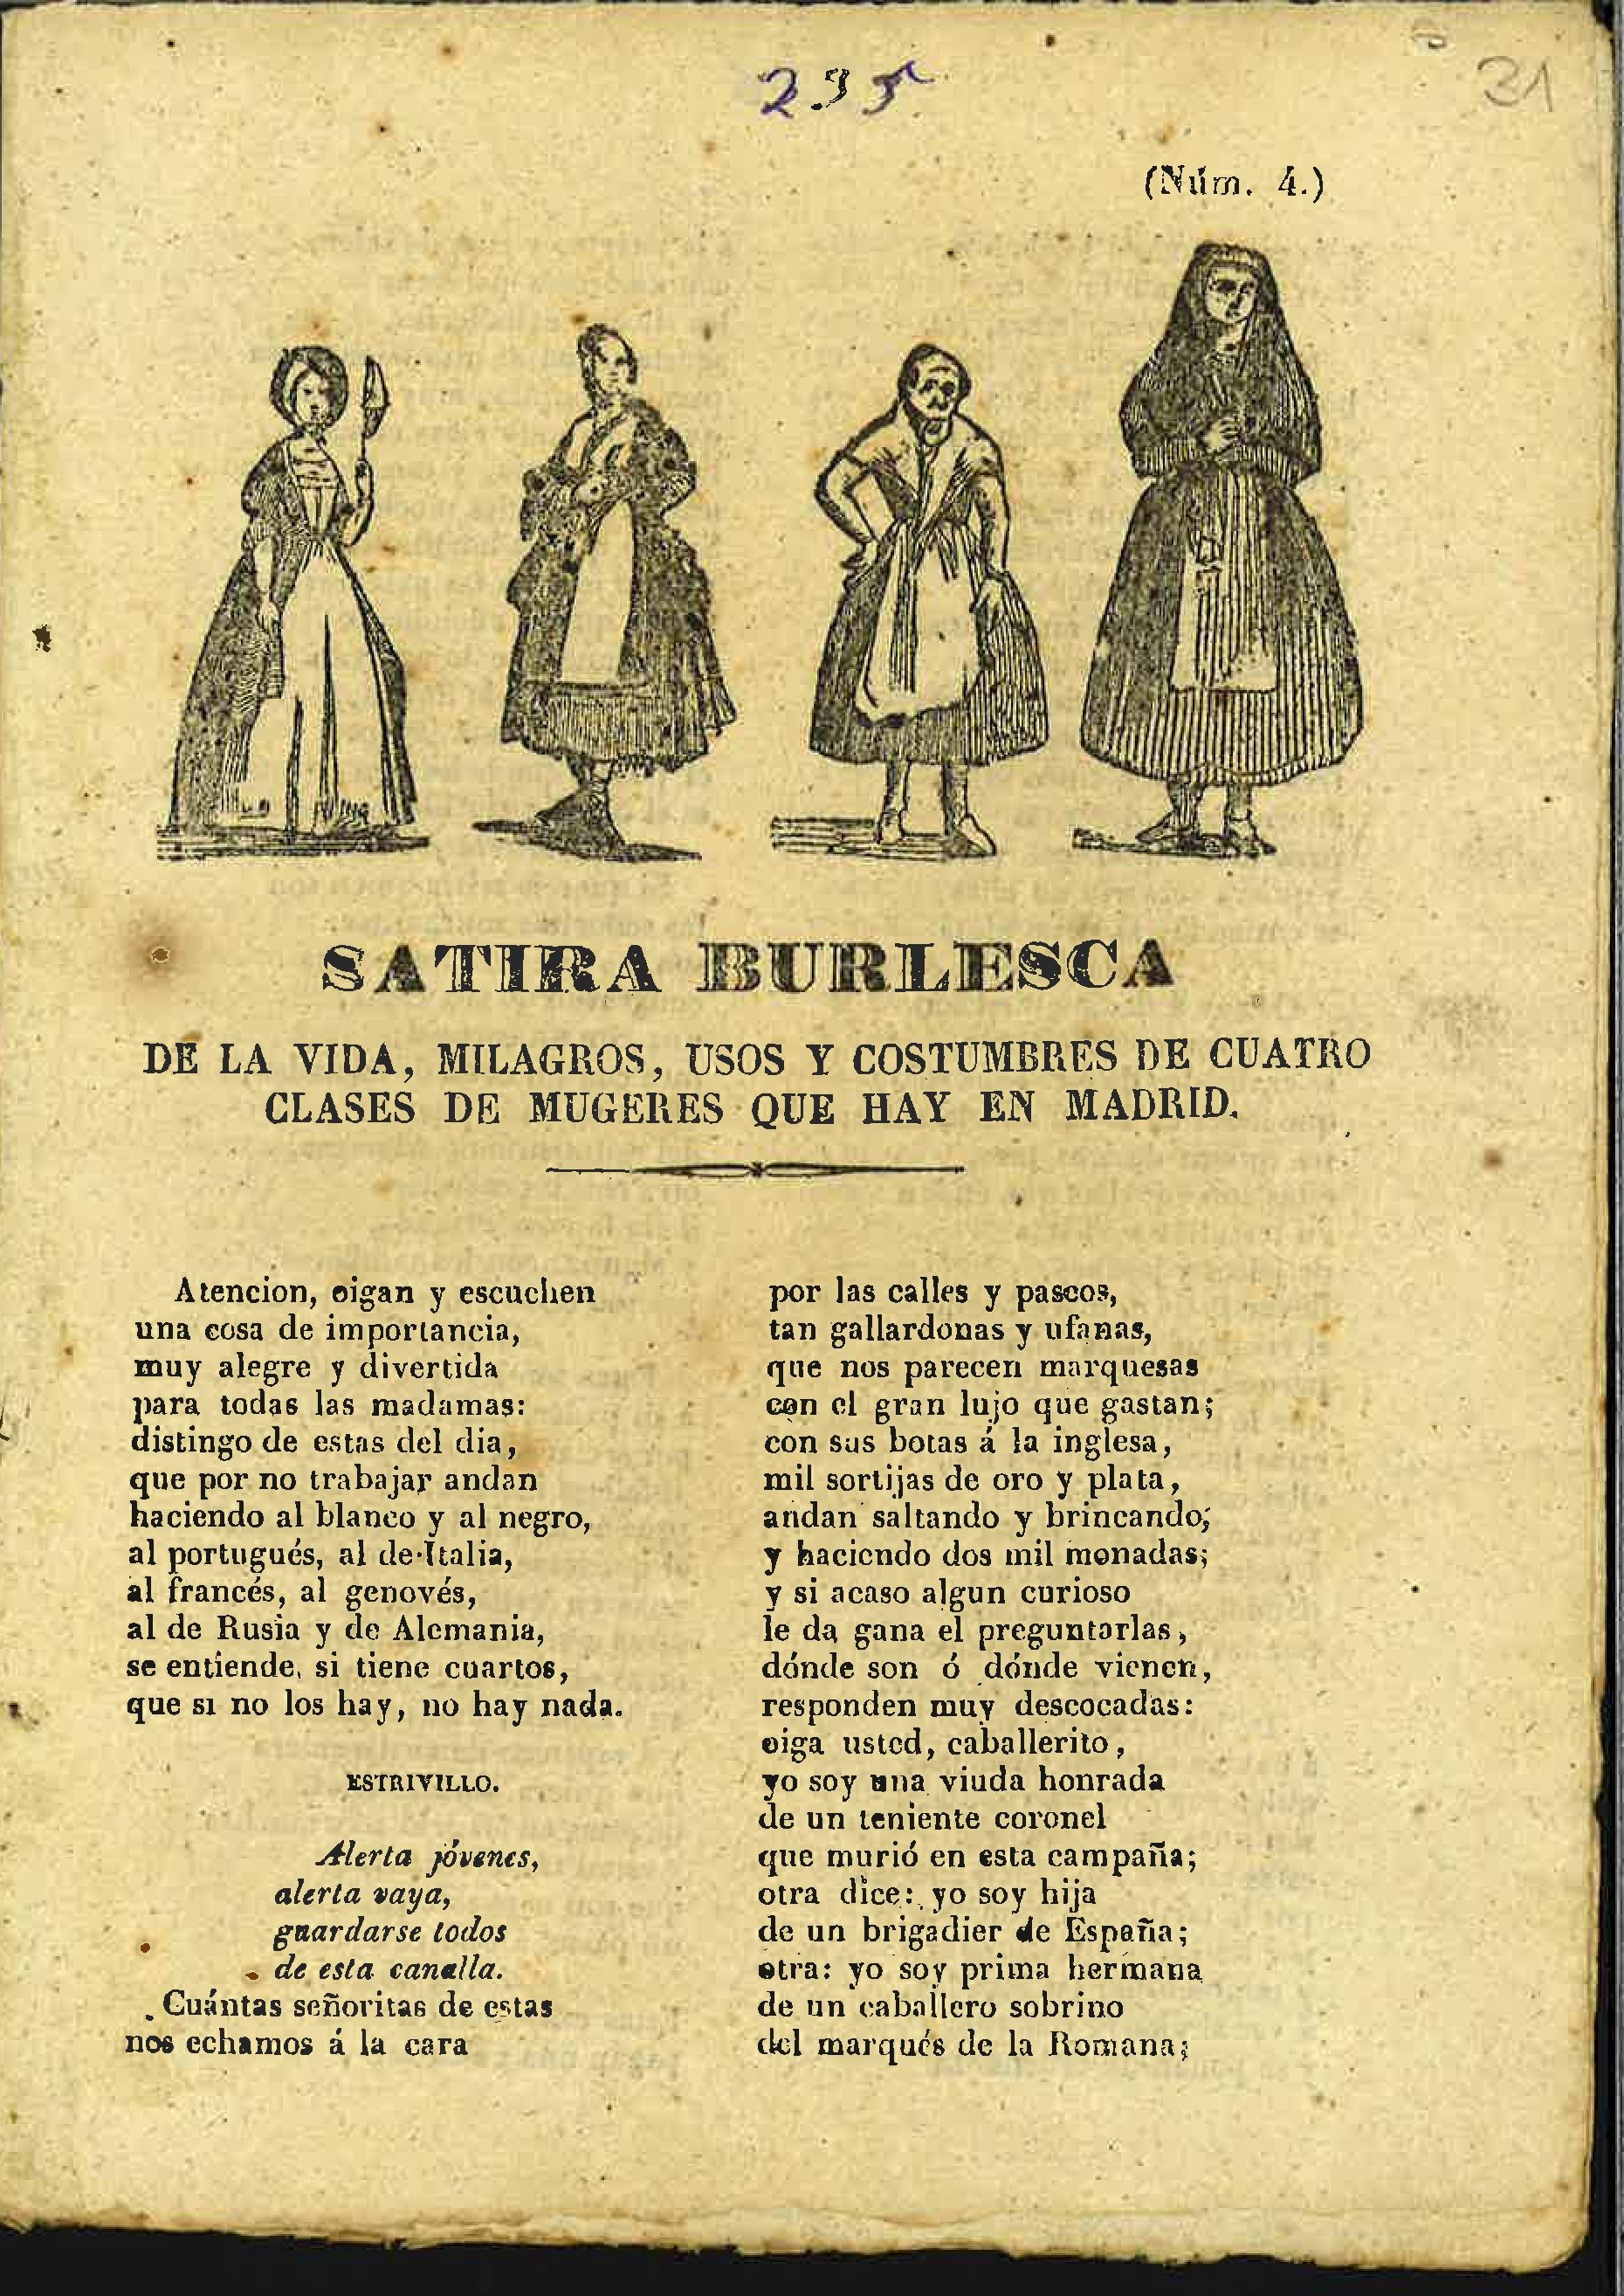 235
31
(Núm. 4.)
SATIRA BURLESCA
DE LA VIDA, MILAGROS, USOS Y COSTUMBRES DE CUATRO
CLASES DE MUGERES QUE HAY EN MADRID.
Atencion, oigan y escuchen
una cosa de importancia,
muy alegre y divertida
para todas las madamas:
distingo de estas del dia,
que por no trabajar andan
haciendo al blanco y al negro,
al portugués, al de Italia,
al francés, al genovés,
al de Rusia y de Alemania,
se entiende, si tiene cuartos,
que si no los hay, no hay nada.
ESTRIVILLO.
Alerta jóvenes,
alerta vaya,
guardarse todos
de esta canalla.
Cuántas señoritas de estas
nos echamos á la cara
por las calles y paseos,
tan gallardonas y ufanas,
que nos parecen marquesas
con el gran lujo que gastan;
con sus botas á la inglesa,
mil sortijas de oro y plata,
andan saltando y brincando,
y haciendo dos mil monadas;
y si acaso algun curioso
le da gana el preguntarlas,
dónde son ó dónde vienen,
responden muy descocadas:
oiga usted, caballerito,
yo soy una viuda honrada
de un teniente coronel
que murió en esta campaña;
otra dice: yo soy hija
de un brigadier de España;
otra: yo soy prima hermana
de un caballero sobrino
del marqués de la Romana;